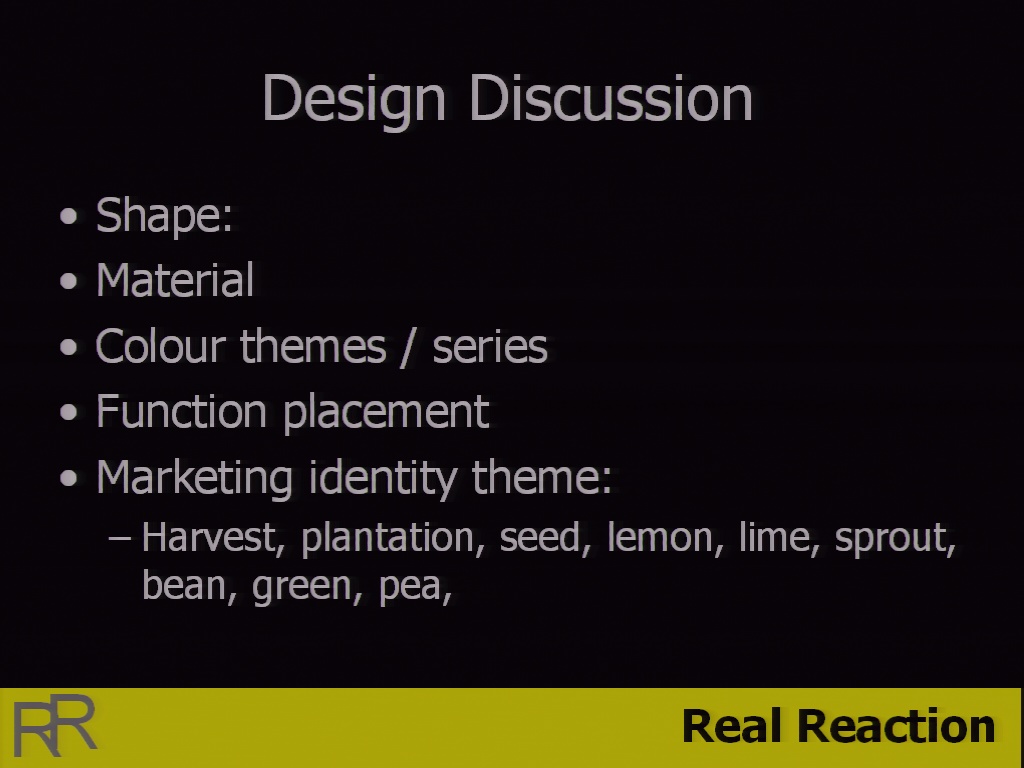 Design Discussion
• Shape:
• Material
• Colour themes / series
• Function placement
• Marketing identity theme:
– Harvest, plantation, seed, lemon, lime, sprout,
bean, green, pea,
RR
Real Reaction